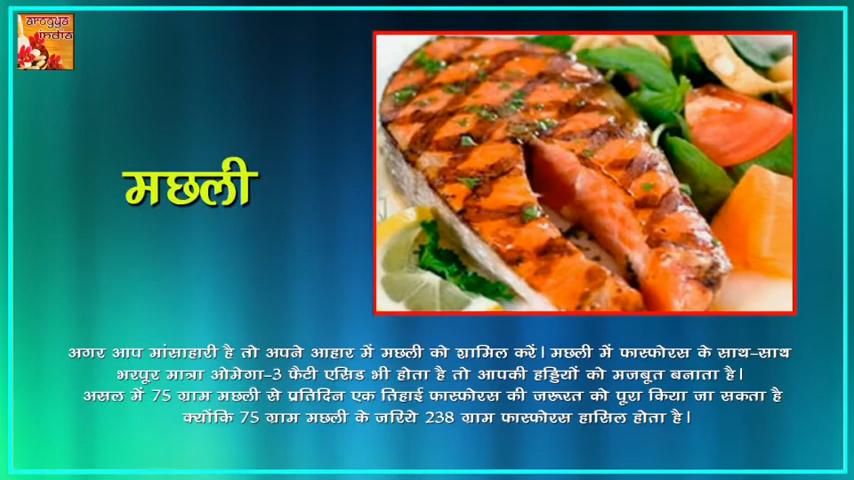 arogya
india
मछली
अगर आप मांसाहारी है तो अपने आहार में मछली को शामिल करें। मछली में फास्फोरस के साथ-साथ
भरपूर मात्रा ओमेगा-3 फैटी एसिड भी होता है तो आपकी हड्डियों को मजबूत बनाता है।
असल में 75 ग्राम मछली से प्रतिदिन एक तिहाई फास्फोरस की जरूरत को पूरा किया जा सकता है
क्योंकि 75 ग्राम मछली के जरिये 238 ग्राम फास्फोरस हासिल होता है।